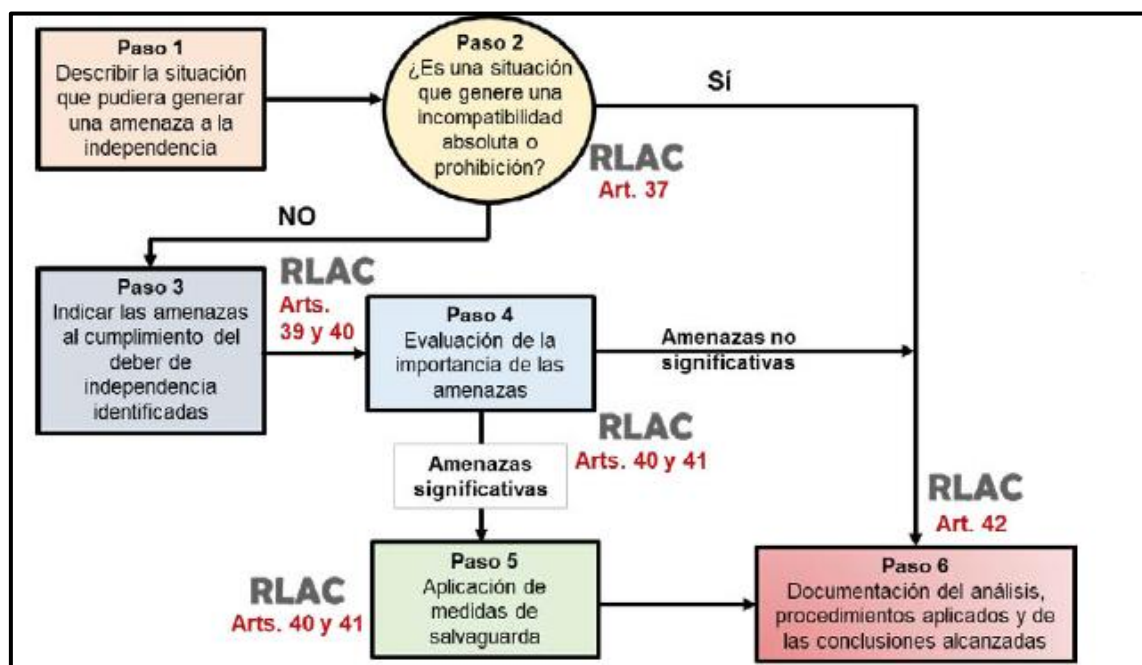 Paso 1
Describir la situación
que pudiera generar
una amenaza a la
independencia
Paso 2
¿Es una situación
que genere una
incompatibilidad
absoluta o
prohibición?
SÍ
RLAC
Art. 37
NO
Paso 3
Indicar las amenazas
al cumplimiento del
deber de
independencia
identificadas
RLAC
Arts.
39 y 40
Paso 4
Evaluación de la
importancia de las
amenazas
Amenazas no
significativas
RLAC
Arts. 40 y 41
Amenazas
significativas
RLAC
Art. 42
Paso 5
Aplicación de
medidas de
salvaguarda
RLAC
Arts. 40 y 41
Paso 6
Documentación del análisis,
procedimientos aplicados y de
las conclusiones alcanzadas